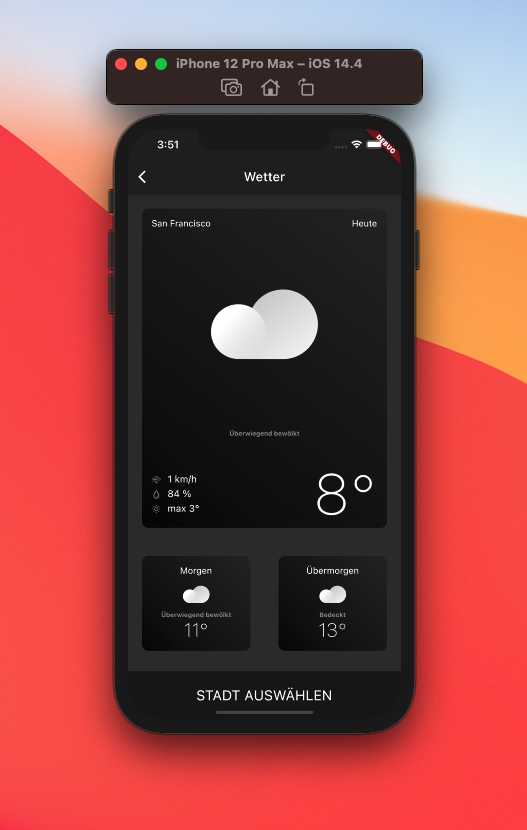 iPhone 12 Pro Max – iOS 14.4
3:51
DEBUG
Wetter
San Francisco
Heute
Überwiegend bewölkt
1 km/h
84 %
max 3°
8°
Morgen
Überwiegend bewölkt
11°
Übermorgen
Bedeckt
13°
STADT AUSWÄHLEN